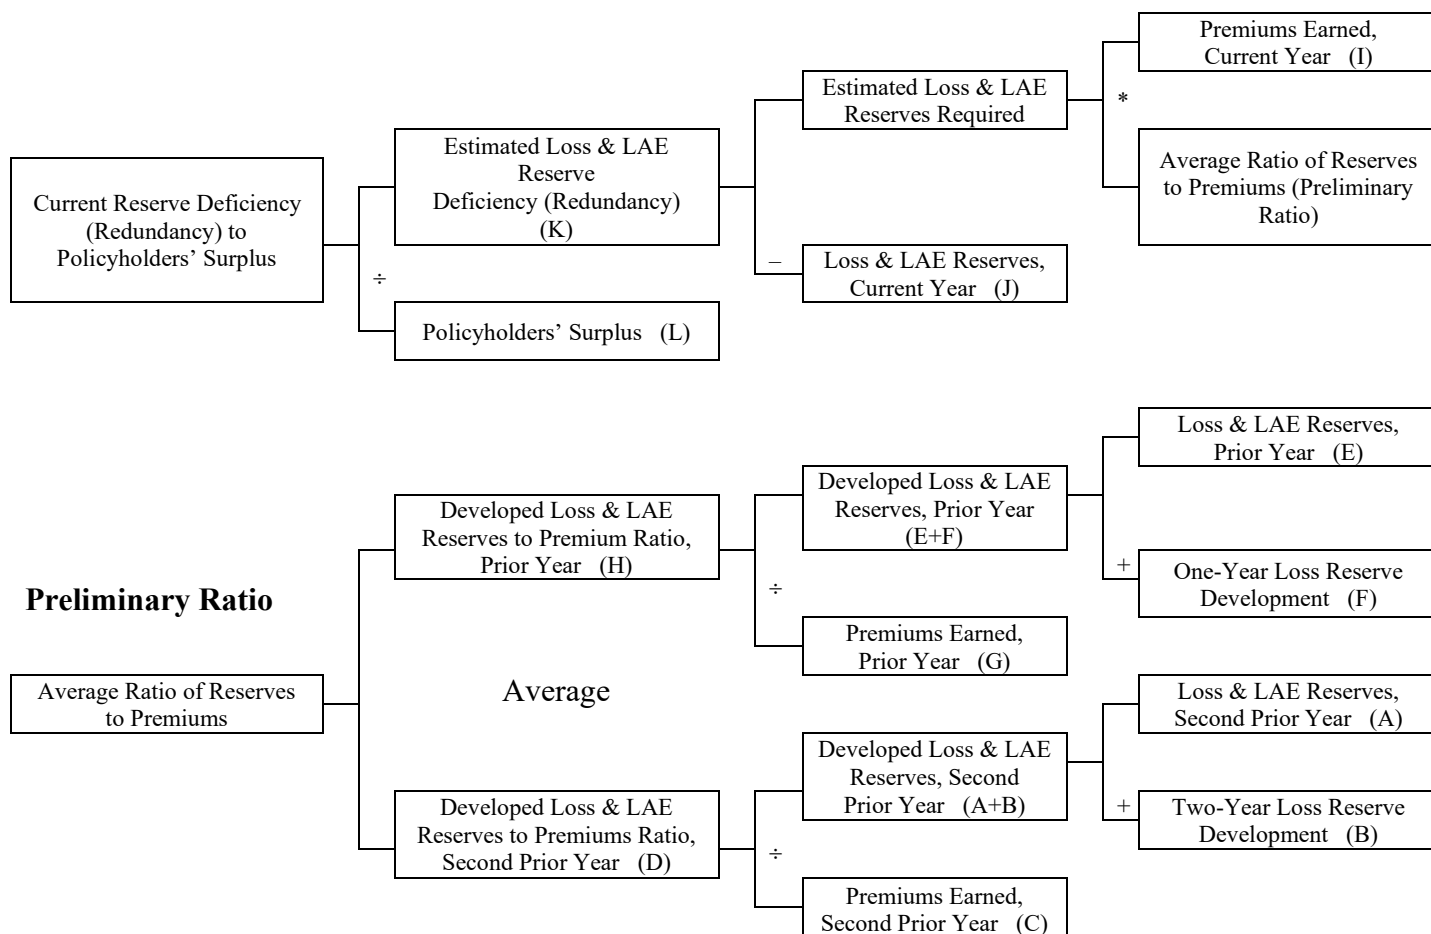 Premiums Earned,
Current Year (I)
Estimated Loss & LAE
Reserves Required
*
Estimated Loss & LAE
Reserve
Deficiency (Redundancy)
(K)
Average Ratio of Reserves
to Premiums (Preliminary
Ratio)
Current Reserve Deficiency
(Redundancy) to
Policyholders’ Surplus
÷
–
Loss & LAE Reserves,
Current Year (J)
Policyholders’ Surplus (L)
Loss & LAE Reserves,
Prior Year (E)
Developed Loss & LAE
Reserves, Prior Year
(E+F)
Developed Loss & LAE
Reserves to Premium Ratio,
Prior Year (H)
+
One-Year Loss Reserve
Development (F)
÷
Preliminary Ratio
Premiums Earned,
Prior Year (G)
Average Ratio of Reserves
to Premiums
Average
Loss & LAE Reserves,
Second Prior Year (A)
Developed Loss & LAE
Reserves, Second
Prior Year (A+B)
Developed Loss & LAE
Reserves to Premiums Ratio,
Second Prior Year (D)
+
Two-Year Loss Reserve
Development (B)
÷
Premiums Earned,
Second Prior Year (C)